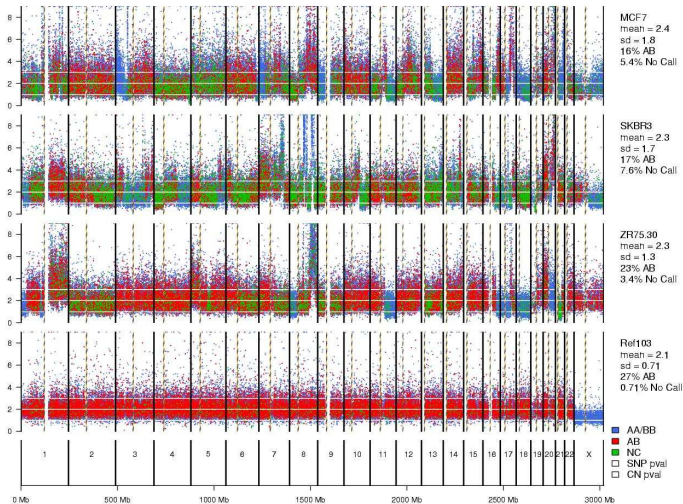 8
6
4
2
0
MCF7
mean = 2.4
sd = 1.8
16% AB
5.4% No Call
8
6
4
2
0
SKBR3
mean = 2.3
sd = 1.7
17% AB
7.6% No Call
8
6
4
2
0
ZR75.30
mean = 2.3
sd = 1.3
23% AB
3.4% No Call
8
6
4
2
0
Ref103
mean = 2.1
sd = 0.71
27% AB
0.71% No Call
1 2 3 4 5 6 7 8 9 10 11 12 13 14 15 16 17 18 19 20 21 22 X
AA/BB
AB
NC
SNP pval
CN pval
0 Mb 500 Mb 1000 Mb 1500 Mb 2000 Mb 2500 Mb 3000 Mb